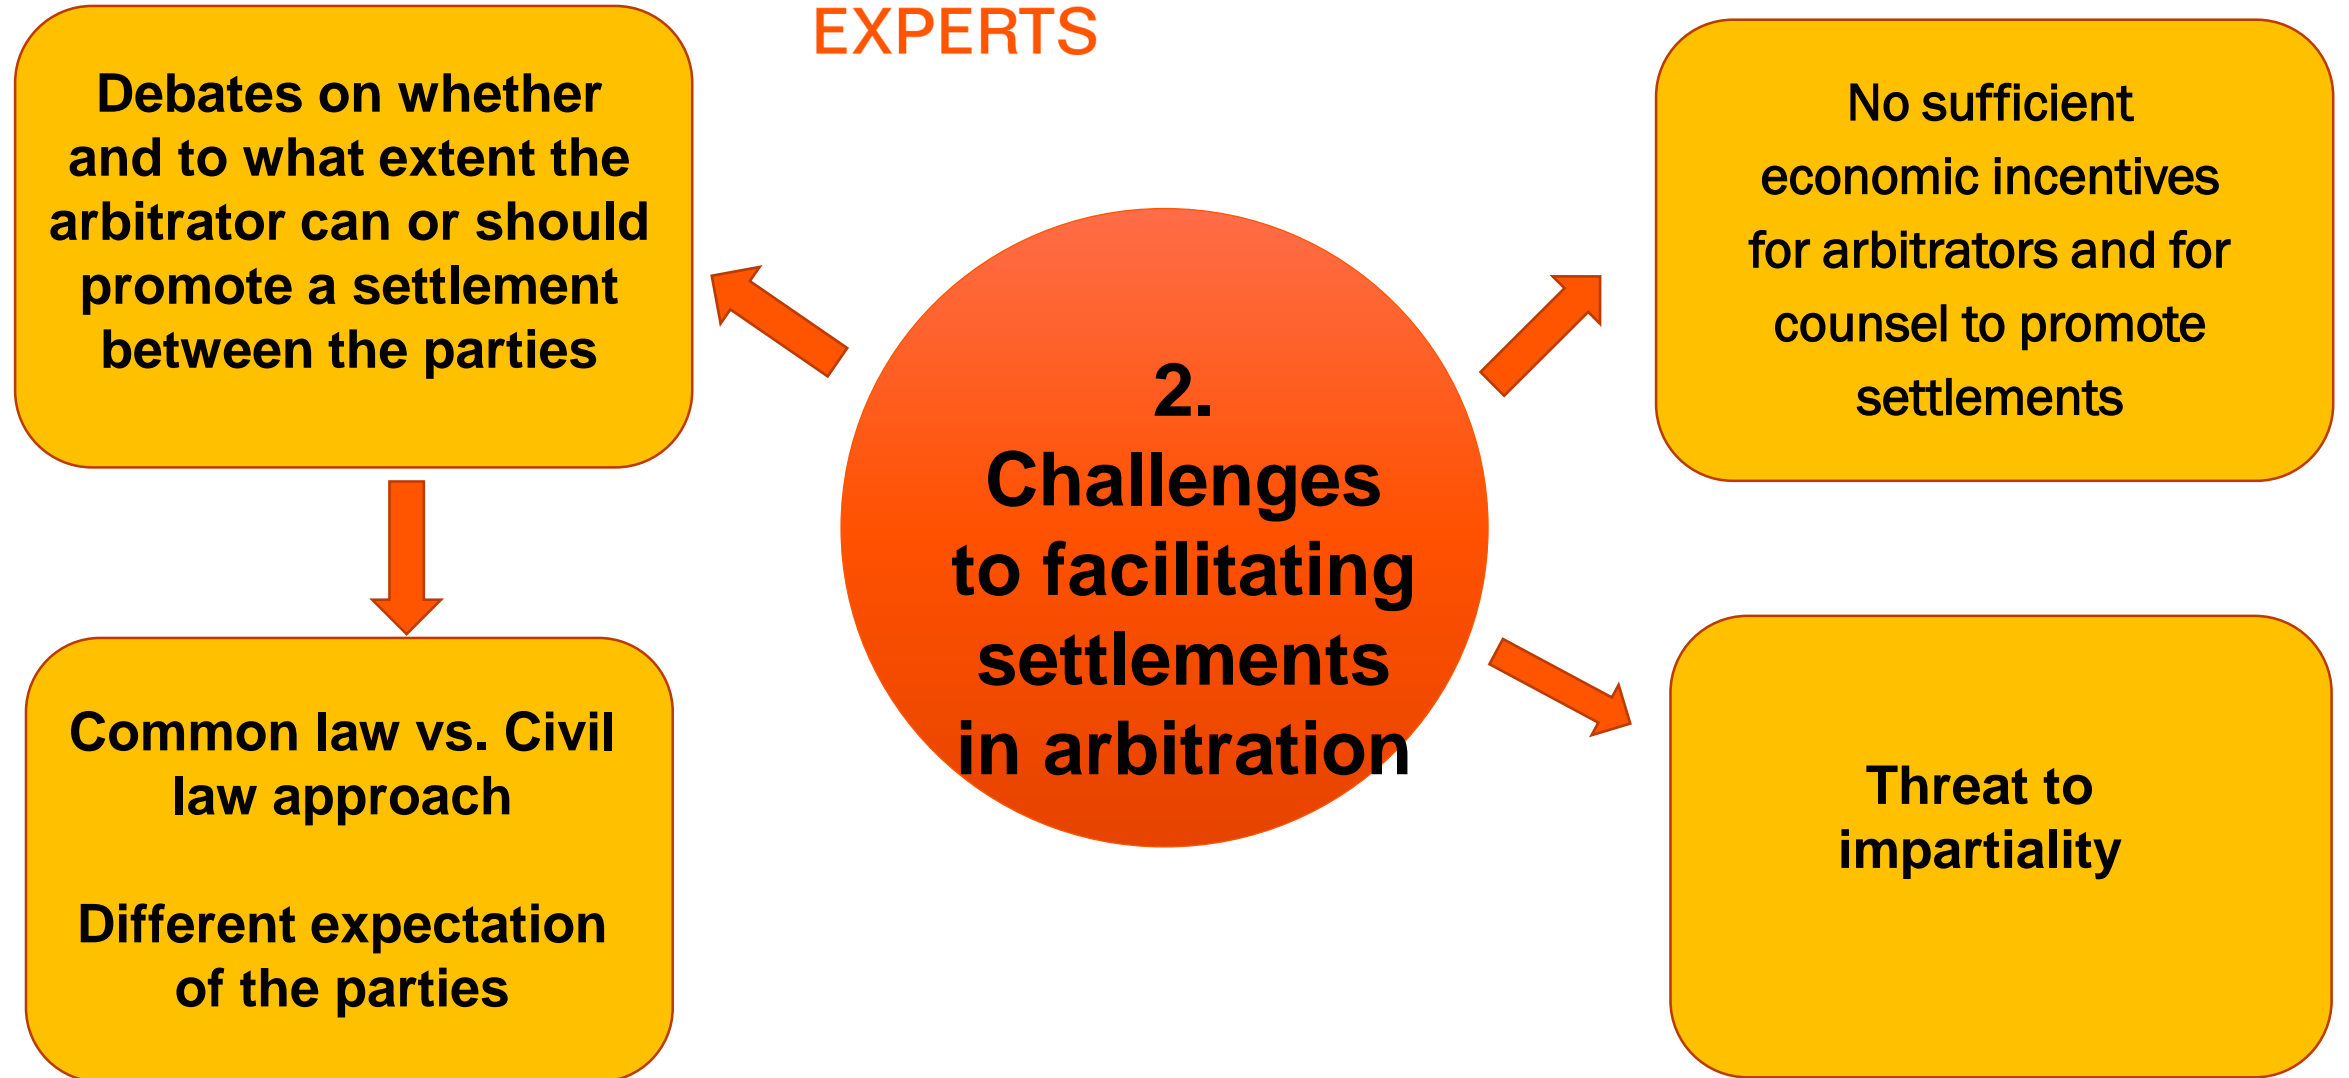 EXPERTS
Debates on whether
and to what extent the
arbitrator can or should
promote a settlement
between the parties
No sufficient
economic incentives
for arbitrators and for
counsel to promote
settlements
2.
Challenges
to facilitating
settlements
in arbitration
Common law vs. Civil
law approach
Different expectation
of the parties
Threat to
impartiality